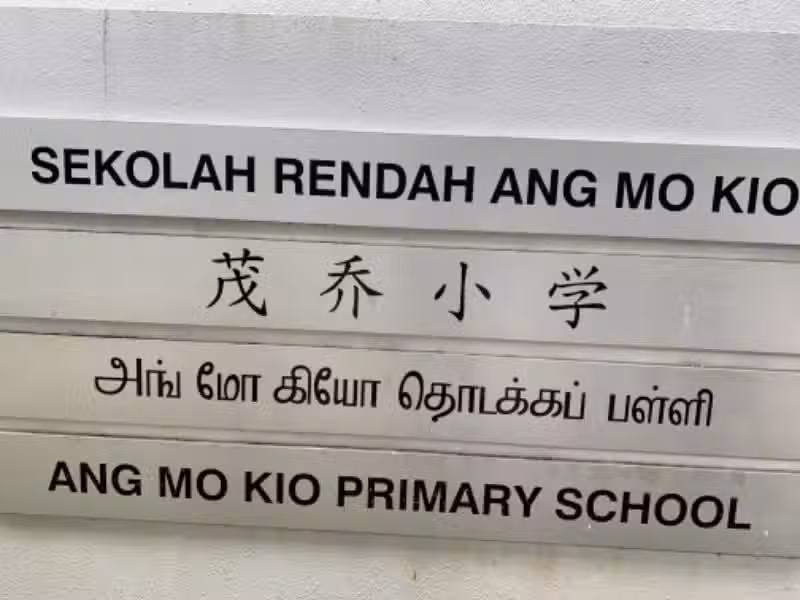 SEKOLAH RENDAH ANG MO KIO
茂乔小学
அங் மோ கியோ தொடக்கப் பள்ளி
ANG MO KIO PRIMARY SCHOOL